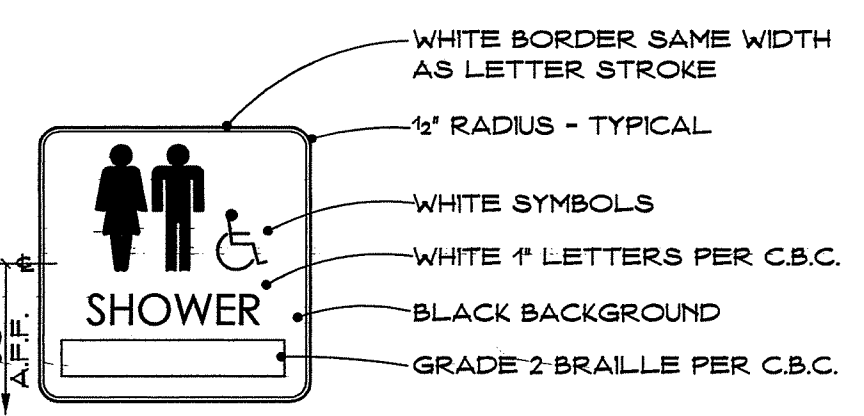 WHITE BORDER SAME WIDTH
AS LETTER STROKE
1/2" RADIUS - TYPICAL
WHITE SYMBOLS
WHITE 1" LETTERS PER C.B.C.
SHOWER
BLACK BACKGROUND
GRADE 2 BRAILLE PER C.B.C.
A.F.F.